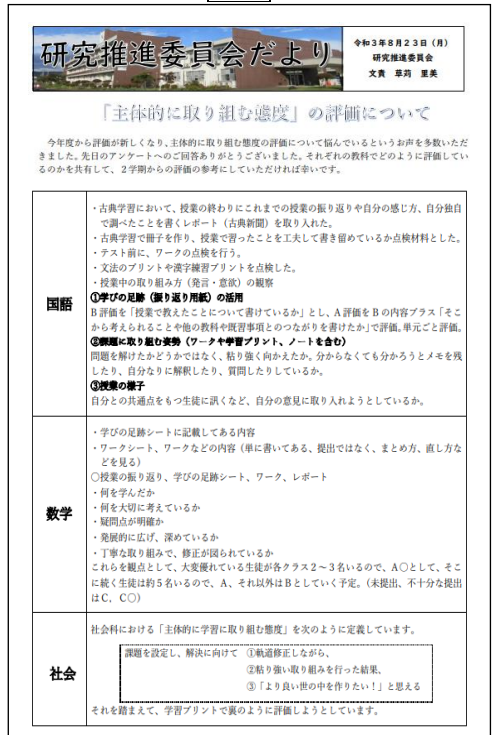 研究推進委員会だより
令和３年８月２３日（月）
研究推進委員会
文責　草苅　里美
「主体的に取り組む態度」の評価について
今年度から評価が新しくなり、主体的に取り組む態度の評価について悩んでいるというお声を多数いただ
きました。先日のアンケートへのご回答ありがとうございました。それぞれの教科でどのように評価してい
るのかを共有して、２学期からの評価の参考にしていただければ幸いです。
国語
・古典学習において、授業の終わりにこれまでの授業の振り返りや自分の感じ方、自分独自
で調べたことを書くレポート（古典新聞）を取り入れた。
・古典学習で冊子を作り、授業で習ったことを工夫して書き留めているか点検材料とした。
・テスト前に、ワークの点検を行う。
・文法のプリントや漢字練習プリントを点検した。
・授業中の取り組み方（発言・意欲）の観察
①学びの足跡（振り返り用紙）の活用
B 評価を「授業で教えたことについて書けているか」とし、A 評価を B の内容プラス「そこ
から考えられることや他の教科や既習事項とのつながりを書けたか」で評価。単元ごと評価。
②課題に取り組む姿勢（ワークや学習プリント、ノートを含む）
問題を解けたかどうかではなく、粘り強く向かえたか。分からなくても分かろうとメモを残
したり、自分なりに解釈したり、質問したりしているか。
③授業の様子
自分との共通点をもつ生徒に訊くなど、自分の意見に取り入れようとしているか。
数学
・学びの足跡シートに記載してある内容
・ワークシート、ワークなどの内容（単に書いてある、提出ではなく、まとめ方、直し方な
どを見る）
○授業の振り返り、学びの足跡シート、ワーク、レポート
・何を学んだか
・何を大切に考えているか
・疑問点が明確か
・発展的に広げ、深めているか
・丁寧な取り組みで、修正が図られているか
これらを観点として、大変優れている生徒が各クラス２～３名いるので、A○として、そこ
に続く生徒は約５名いるので、A、それ以外は B としていく予定。（未提出、不十分な提出
は C、C○）
社会
社会科における「主体的に学習に取り組む態度」を次のように定義しています。
課題を設定し、解決に向けて　①軌道修正しながら、
②粘り強い取り組みを行った結果、
③「より良い世の中を作りたい！」と思える
それを踏まえて、学習プリントで裏のように評価しようとしています。